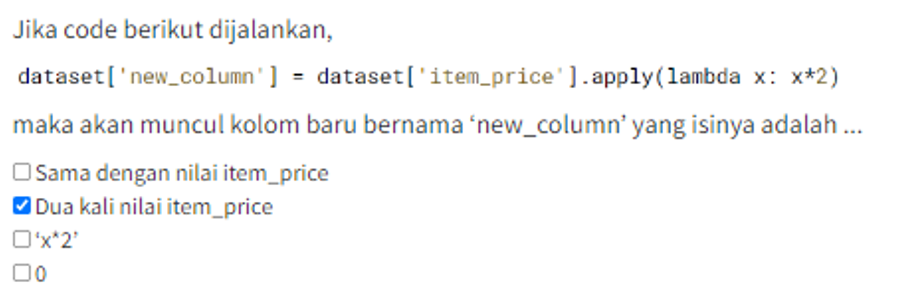 Jika code berikut dijalankan,
dataset['new_column'] = dataset['item_price'].apply(lambda x: x*2)
maka akan muncul kolom baru bernama ‘new_column’ yang isinya adalah ...
Sama dengan nilai item_price
Dua kali nilai item_price
‘x*2’
0